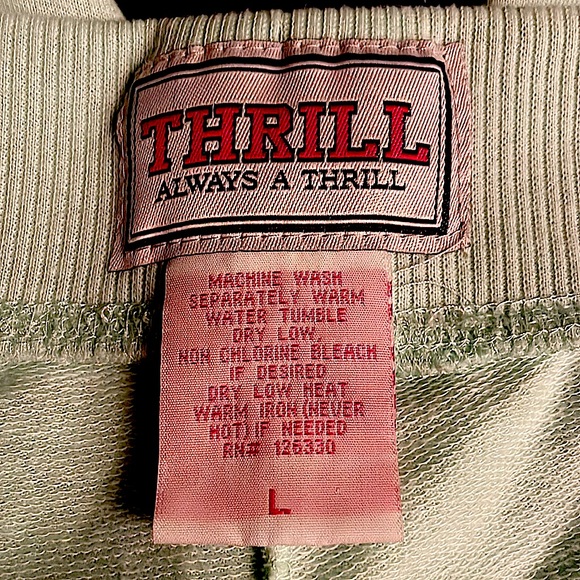 THRILL
ALWAYS A THRILL
MACHINE WASH
SEPARATELY WARM
WATER TUMBLE
DRY LOW,
NON CHLORINE BLEACH
IF DESIRED
DRY LOW HEAT
WARM IRON(NEVER
HOT)IF NEEDED
RN# 126330
L